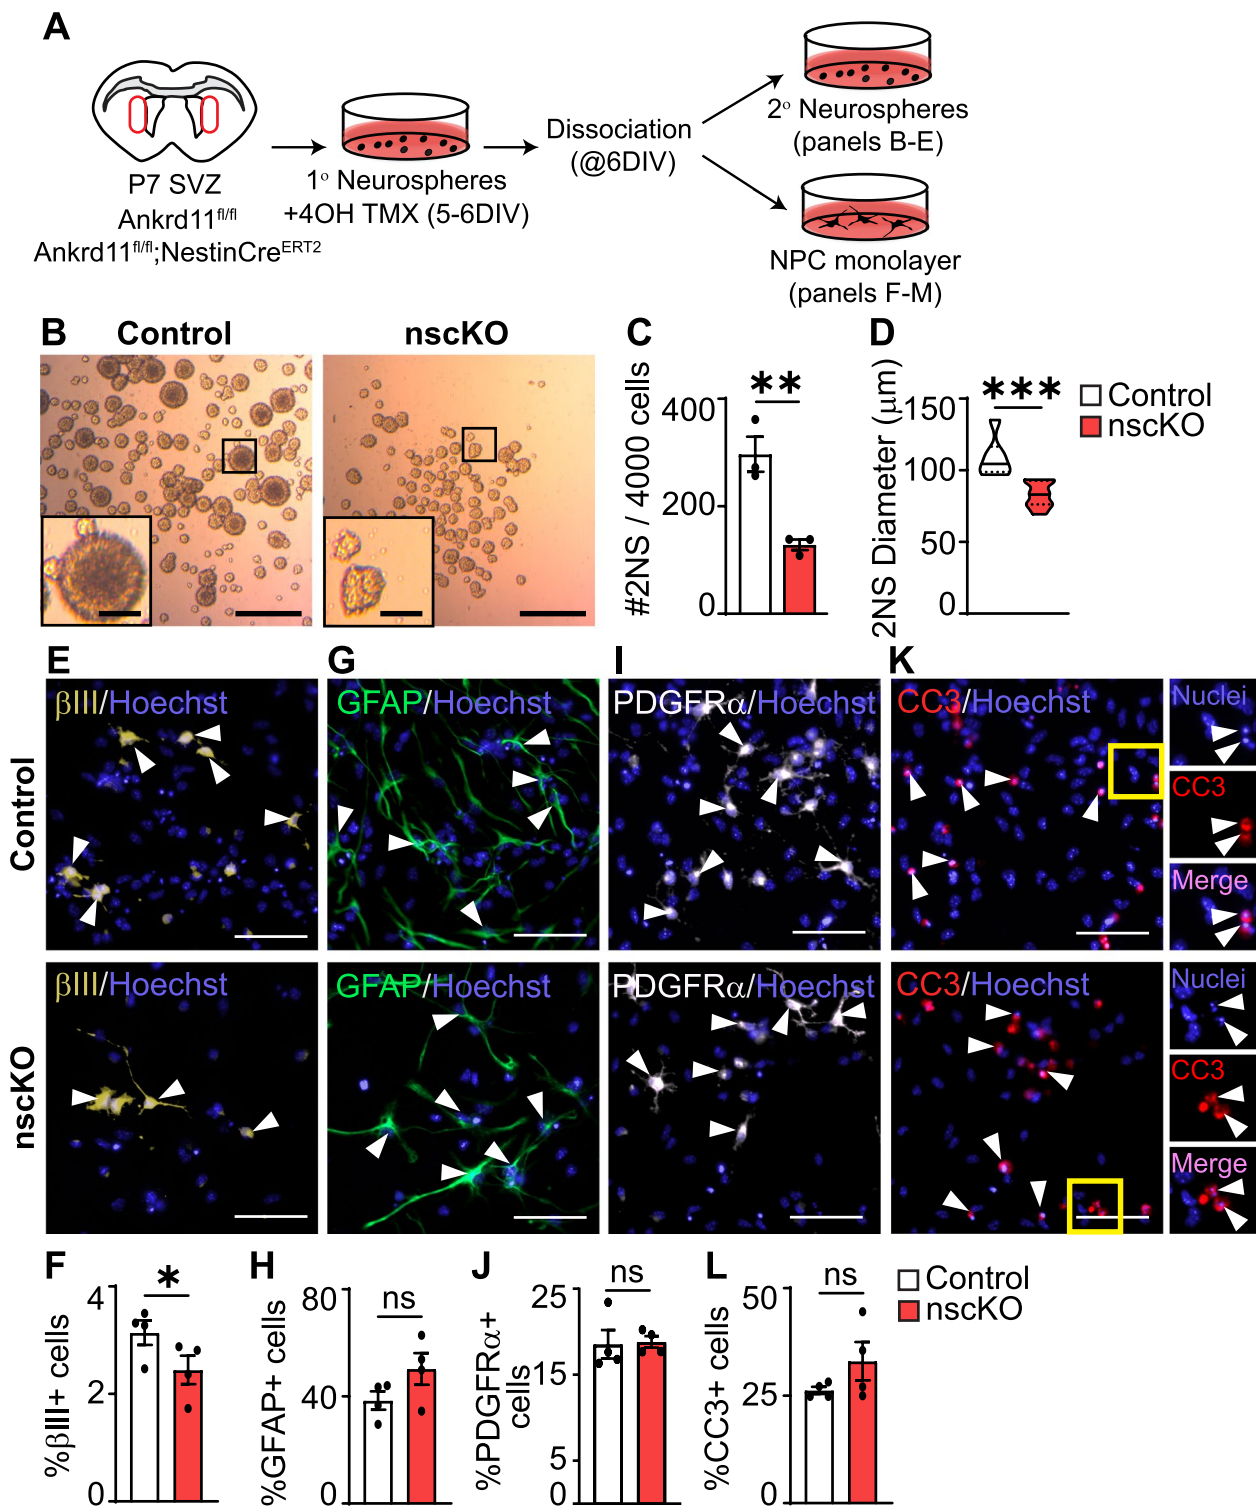 A
P7 SVZ
Ankrd11fl/fl
Ankrd11fl/fl;NestinCreERT2
1o Neurospheres
+4OH TMX (5-6DIV)
Dissociation
(@6DIV)
2o Neurospheres
(panels B-E)
NPC monolayer
(panels F-M)
B
Control
nscKO
C
#2NS / 4000 cells
400
200
0
**
D
2NS Diameter (µm)
150
100
50
0
***
Control
nscKO
E
G
I
K
Control
βIII/Hoechst
GFAP/Hoechst
PDGFRα/Hoechst
CC3/Hoechst
Nuclei
CC3
Merge
nscKO
βIII/Hoechst
GFAP/Hoechst
PDGFRα/Hoechst
CC3/Hoechst
Nuclei
CC3
Merge
F
%βIII+ cells
4
2
0
*
H
%GFAP+ cells
80
40
0
ns
J
%PDGFRα+
cells
25
15
5
0
ns
L
%CC3+ cells
50
25
0
ns
Control
nscKO